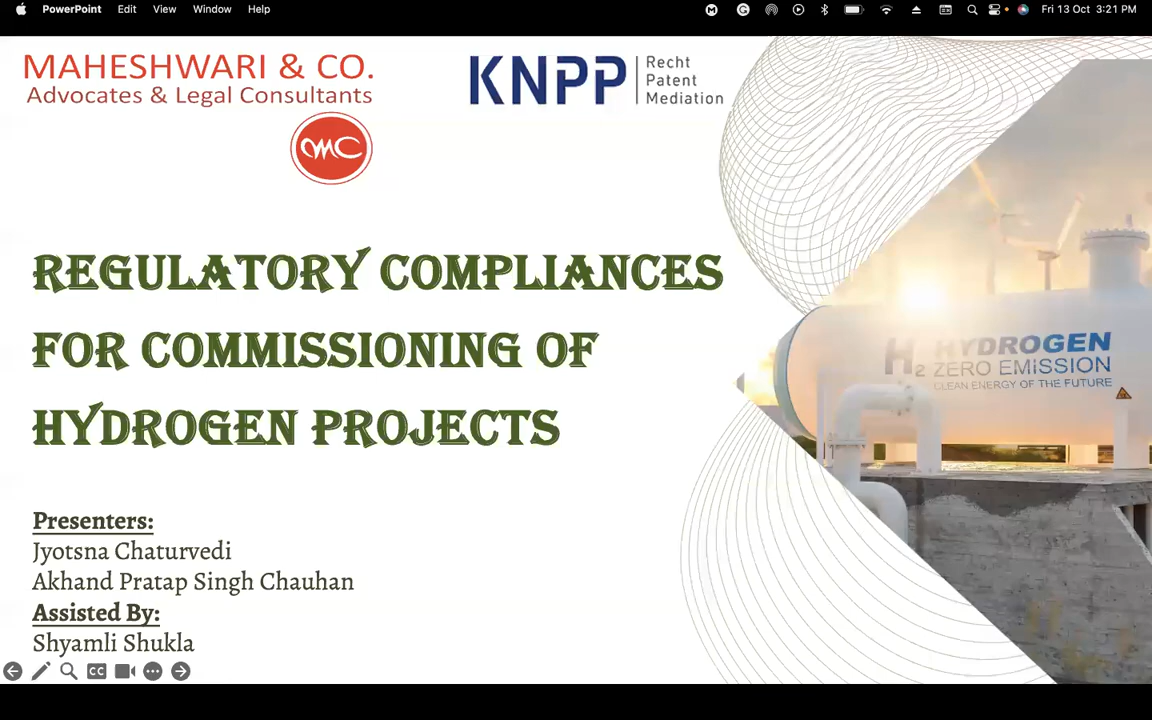 PowerPoint Edit View Window Help
Fri 13 Oct 3:21 PM
MAHESHWARI & CO.
Advocates & Legal Consultants
MC
KNPP
Recht
Patent
Mediation
REGULATORY COMPLIANCES
FOR COMMISSIONING OF
HYDROGEN PROJECTS
H2 HYDROGEN
ZERO EMISSION
CLEAN ENERGY OF THE FUTURE
Presenters:
Jyotsna Chaturvedi
Akhand Pratap Singh Chauhan
Assisted By:
Shyamli Shukla
CC